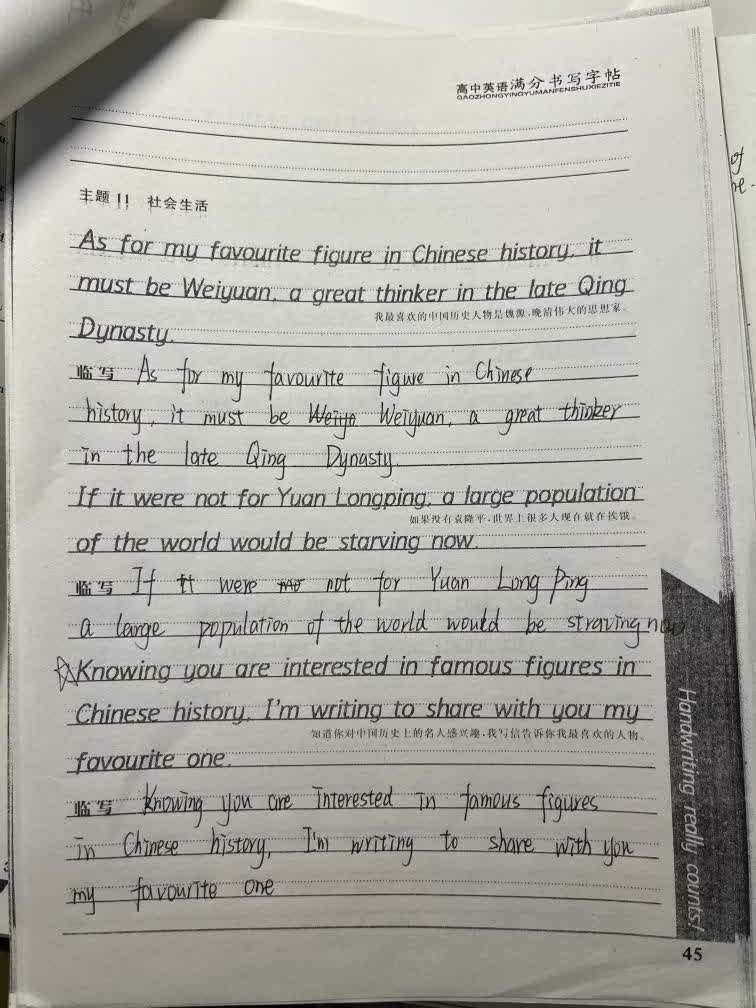 高中英语满分书写字帖
GAOZHONGYINGYUMANFENSHUXIEZITIE
of
主题11 社会生活
As for my favourite figure in Chinese history, it
must be Weiyuan, a great thinker in the late Qing
我最喜欢的中国历史人物是魏源,晚清伟大的思想家。
Dynasty.
临写 As for my favourite figure in Chinese
history, it must be Weiyuan, a great thinker
in the late Qing Dynasty.
If it were not for Yuan Longping, a large population
如果没有袁隆平,世界上很多人现在就在挨饿。
of the world would be starving now.
临写 If it were not for Yuan Long Ping
a large population of the world would be straving now
Knowing you are interested in famous figures in
Chinese history, I'm writing to share with you my
知道你对中国历史上的名人感兴趣,我写信告诉你我最喜欢的人物。
favourite one.
临写 Knowing you are interested in famous figures
in Chinese history, I'm writing to share with you
my favourite one
Handwriting really counts!
45